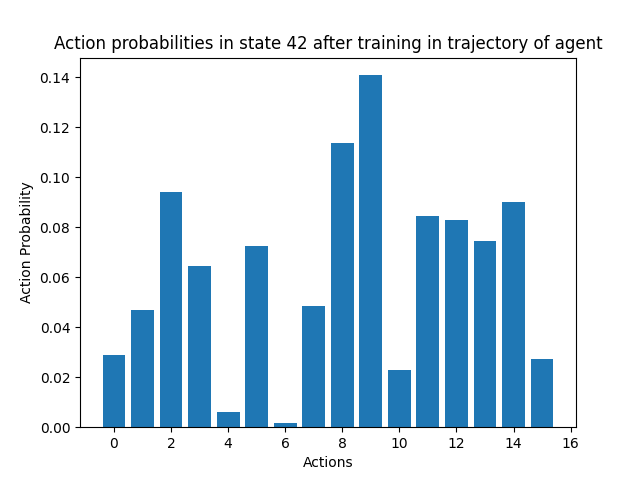 Action probabilities in state 42 after training in trajectory of agent
0.14
0.12
0.10
0.08
0.06
0.04
0.02
0.00
Action Probability
0 2 4 6 8 10 12 14 16
Actions